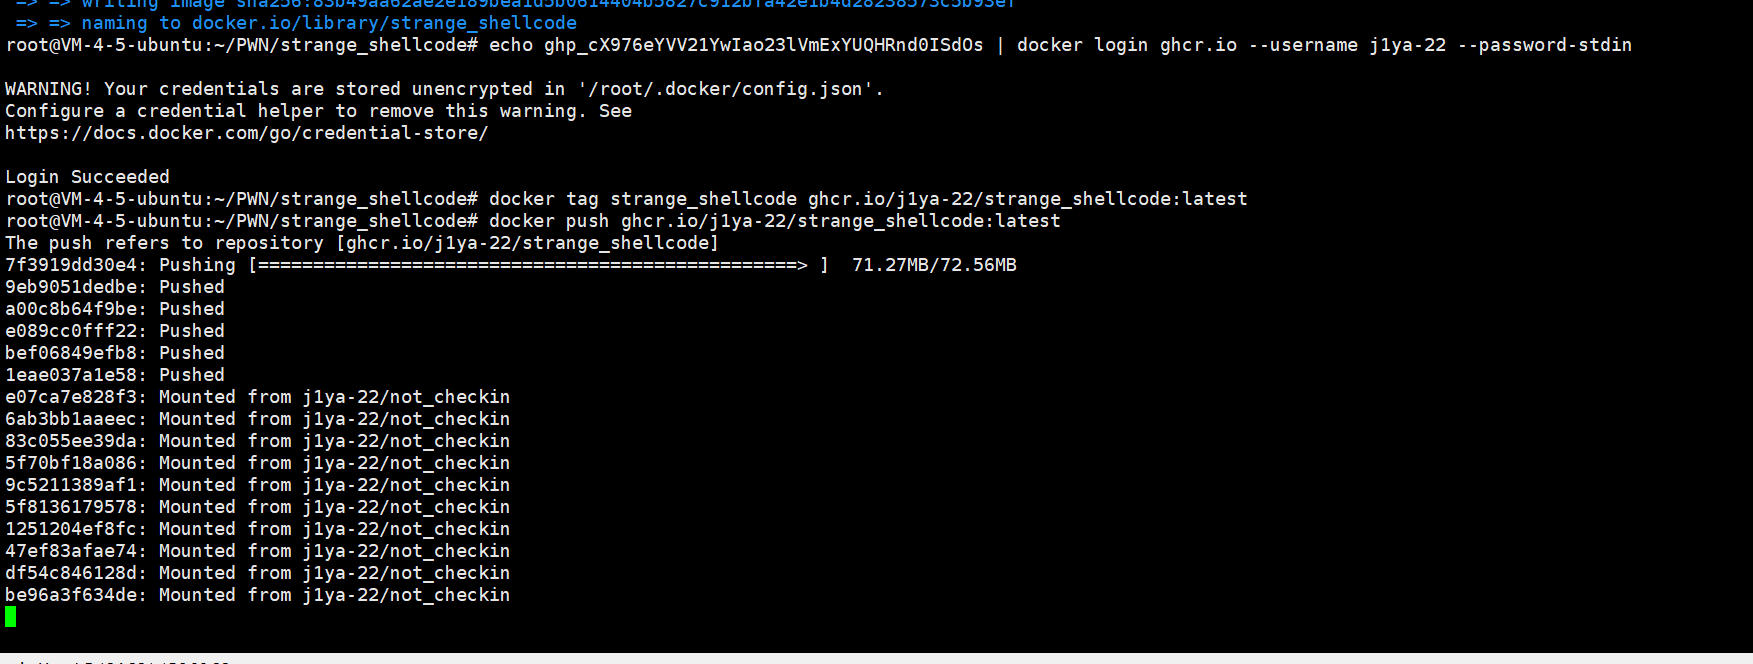 => => writing image
=> => naming to docker.io/library/strange_shellcode
root@VM-4-5-ubuntu:~/PWN/strange_shellcode# echo 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 | docker login ghcr.io --username j1ya-22 --password-stdin
WARNING! Your credentials are stored unencrypted in '/root/.docker/config.json'.
Configure a credential helper to remove this warning. See
https://docs.docker.com/go/credential-store/
Login Succeeded
root@VM-4-5-ubuntu:~/PWN/strange_shellcode# docker tag strange_shellcode ghcr.io/j1ya-22/strange_shellcode:latest
root@VM-4-5-ubuntu:~/PWN/strange_shellcode# docker push ghcr.io/j1ya-22/strange_shellcode:latest
The push refers to repository [ghcr.io/j1ya-22/strange_shellcode]
7f3919dd30e4: Pushing [=================================================> ]  71.27MB/72.56MB
9eb9051dedbe: Pushed
a00c8b64f9be: Pushed
e089cc0fff22: Pushed
bef06849efb8: Pushed
1eae037a1e58: Pushed
e07ca7e828f3: Mounted from j1ya-22/not_checkin
6ab3bb1aaeec: Mounted from j1ya-22/not_checkin
83c055ee39da: Mounted from j1ya-22/not_checkin
5f70bf18a086: Mounted from j1ya-22/not_checkin
9c5211389af1: Mounted from j1ya-22/not_checkin
5f8136179578: Mounted from j1ya-22/not_checkin
1251204ef8fc: Mounted from j1ya-22/not_checkin
47ef83afae74: Mounted from j1ya-22/not_checkin
df54c846128d: Mounted from j1ya-22/not_checkin
be96a3f634de: Mounted from j1ya-22/not_checkin